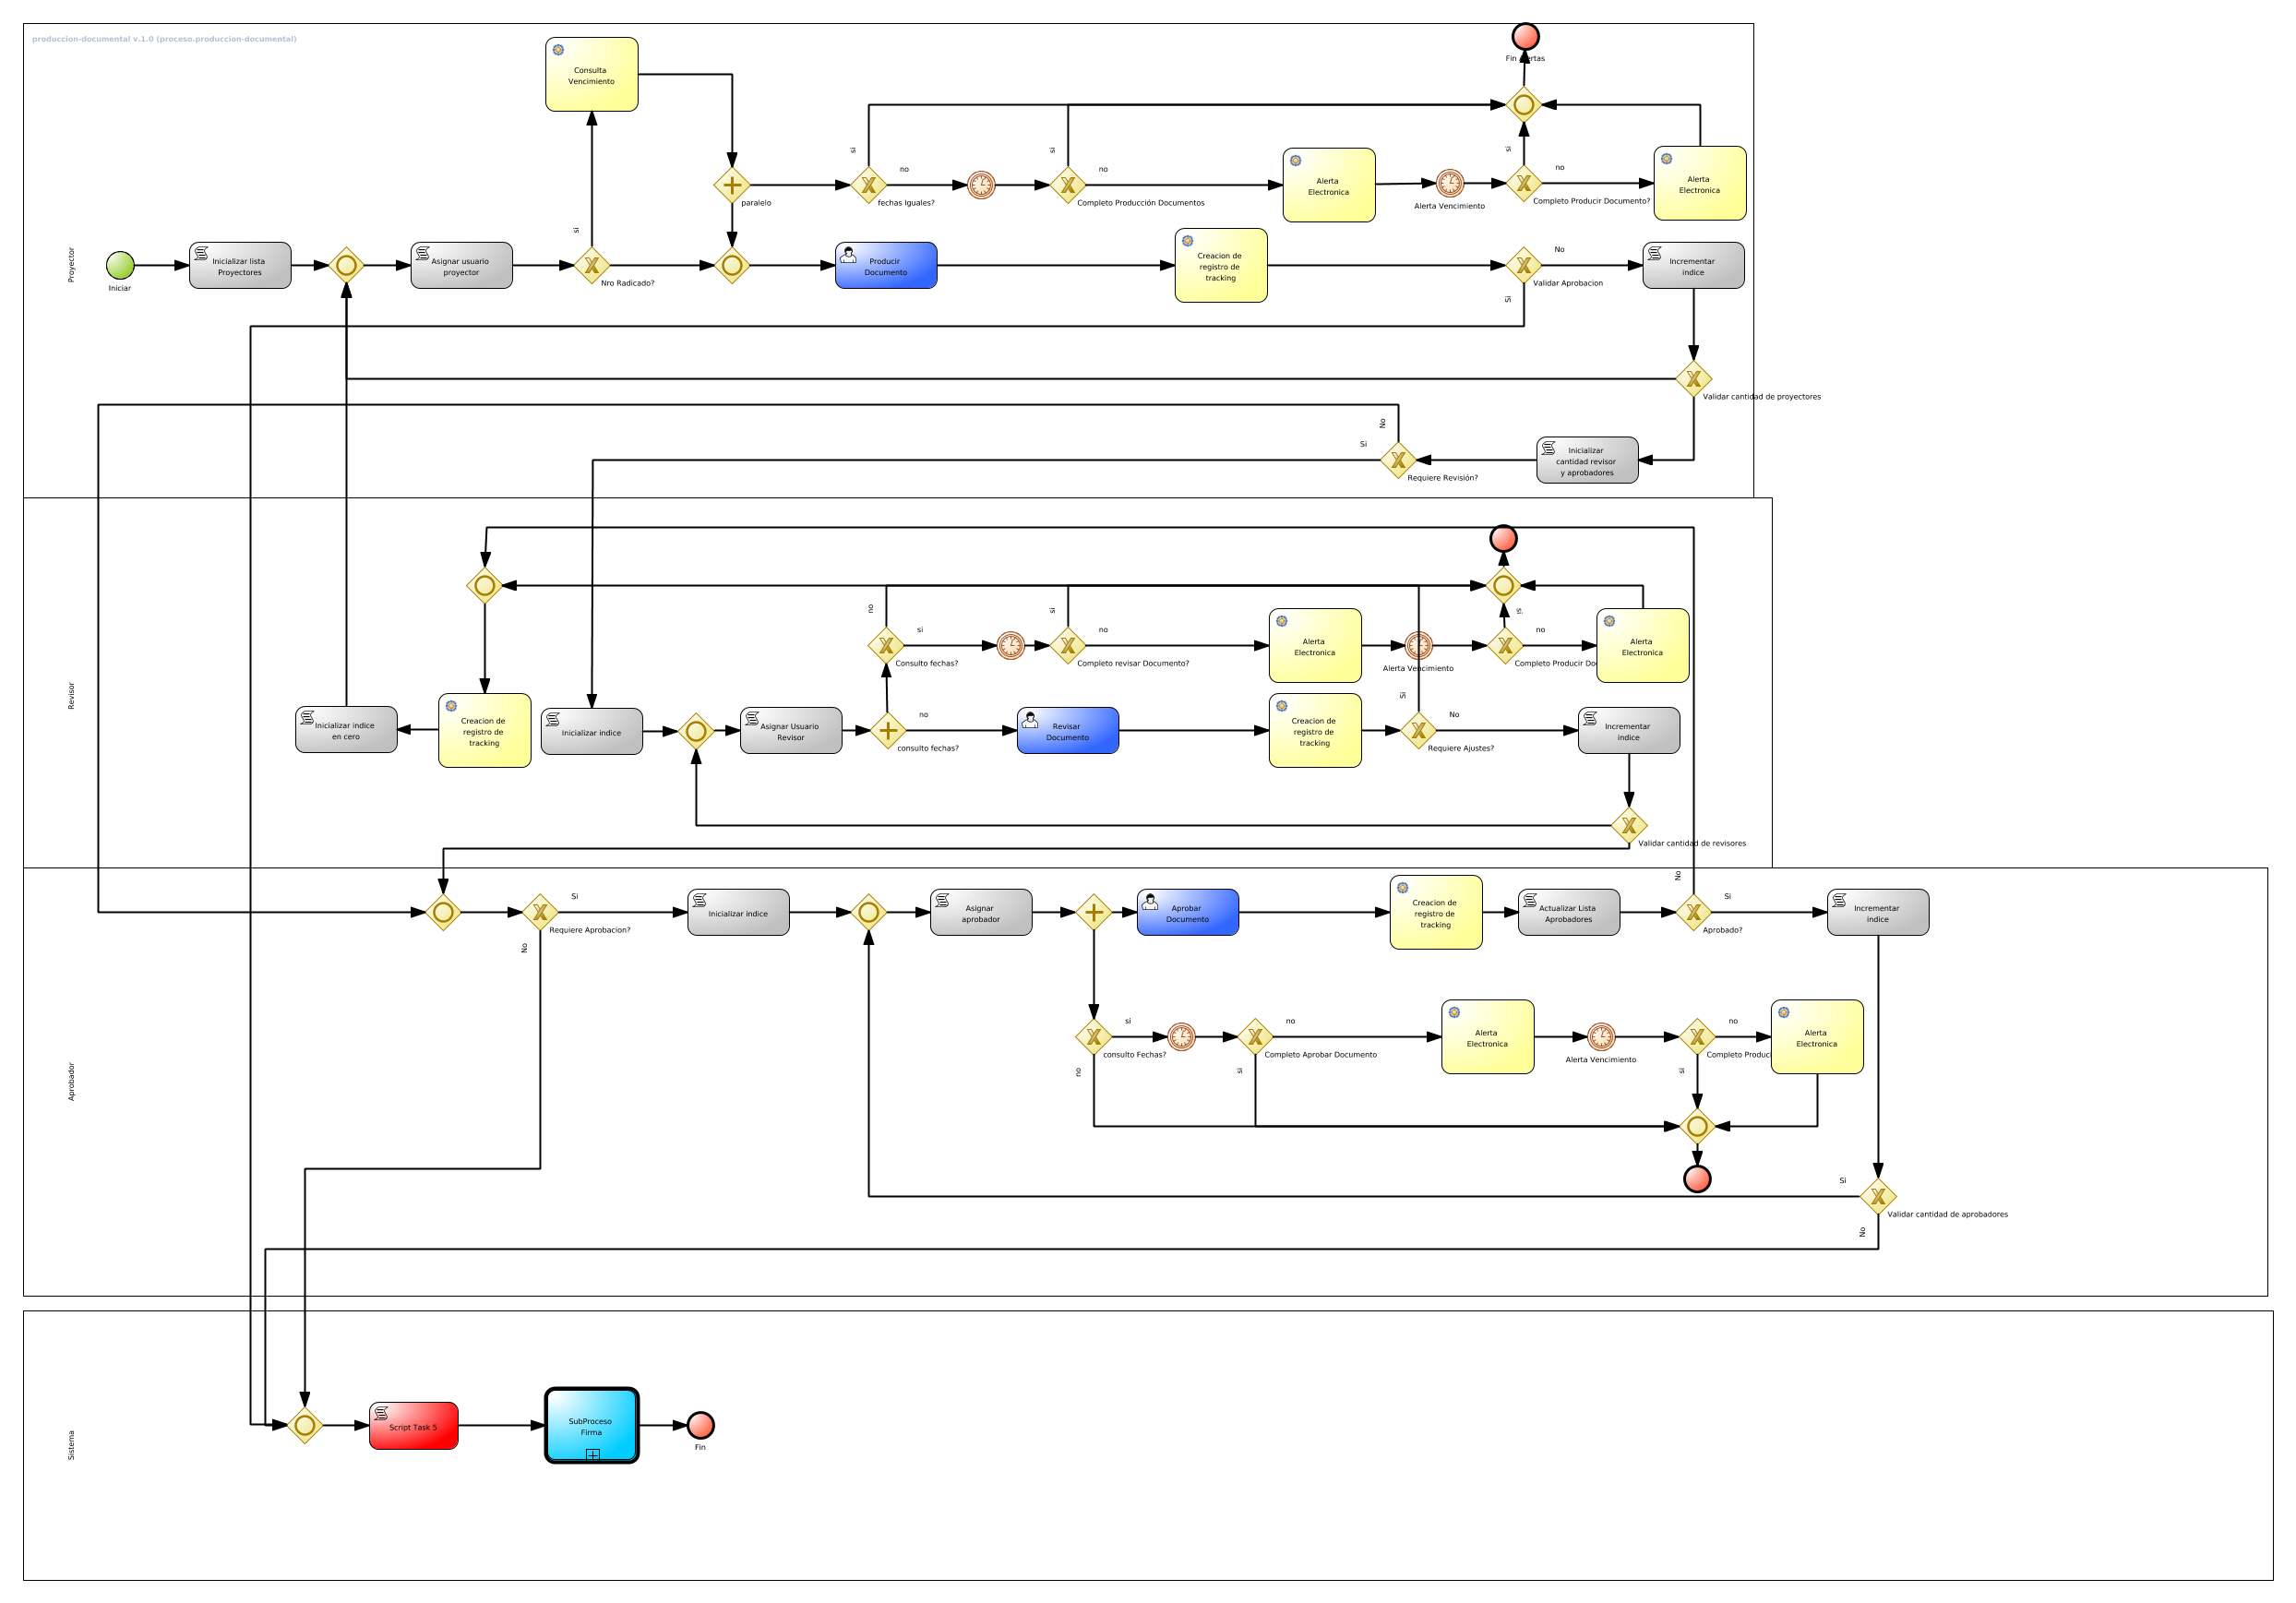 produccion-documental v.1.0 (proceso.produccion-documental)
Proyector
Fin Alertas
Consulta
Vencimiento
si
si
no
no
si
Alerta
Electronica
Alerta
Electronica
paralelo
fechas Iguales?
Completo Producción Documentos
Alerta Vencimiento
Completo Producir Documento?
no
si
Iniciar
Inicializar lista
Proyectores
Asignar usuario
proyector
Nro Radicado?
Producir
Documento
Creacion de
registro de
tracking
No
Validar Aprobacion
Si
Incrementar
indice
Validar cantidad de proyectores
No
Si
Requiere Revisión?
Inicializar
cantidad revisor
y aprobadores
Revisor
no
si
Consulto fechas?
si
no
Completo revisar Documento?
Alerta
Electronica
Alerta Vencimiento
si
no
Completo Producir Do
Alerta
Electronica
Inicializar indice
en cero
Creacion de
registro de
tracking
Inicializar indice
Asignar Usuario
Revisor
no
consulto fechas?
Revisar
Documento
Creacion de
registro de
tracking
Si
No
Requiere Ajustes?
Incrementar
indice
Validar cantidad de revisores
Aprobador
Si
Requiere Aprobacion?
No
Inicializar indice
Asignar
aprobador
Aprobar
Documento
Creacion de
registro de
tracking
Actualizar Lista
Aprobadores
No
Si
Aprobado?
Incrementar
indice
si
consulto Fechas?
no
no
Completo Aprobar Documento
si
Alerta
Electronica
Alerta Vencimiento
no
Completo Produci
si
Alerta
Electronica
Si
Validar cantidad de aprobadores
No
Sistema
Script Task 5
SubProceso
Firma
Fin